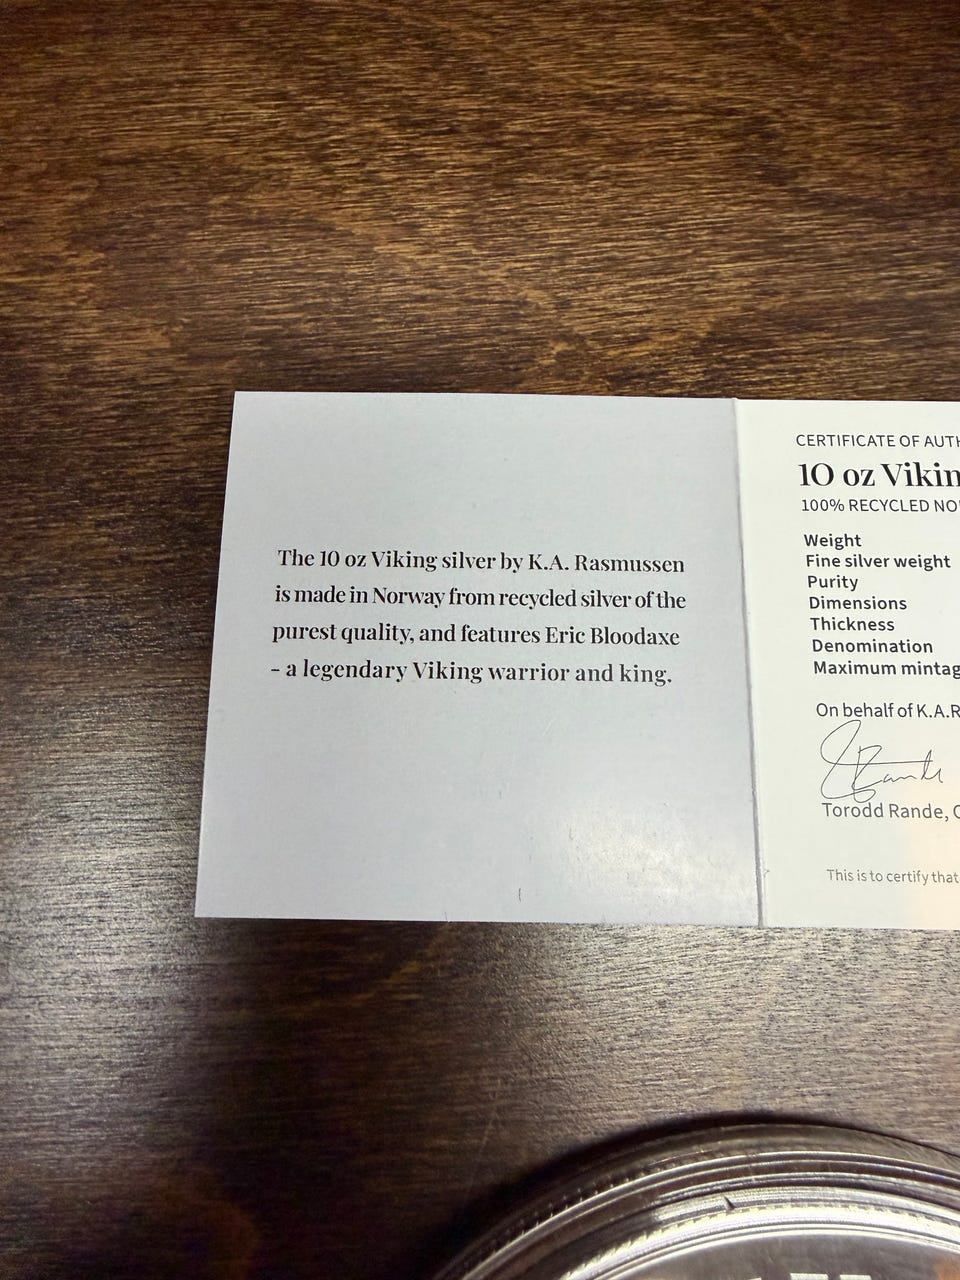 The 10 oz Viking silver by K.A. Rasmussen
is made in Norway from recycled silver of the
purest quality, and features Eric Bloodaxe
– a legendary Viking warrior and king.
CERTIFICATE OF AUTH
10 oz Vikin
100% RECYCLED NO
Weight
Fine silver weight
Purity
Dimensions
Thickness
Denomination
Maximum mintag
On behalf of K.A.R
Torodd Rande, C
This is to certify that